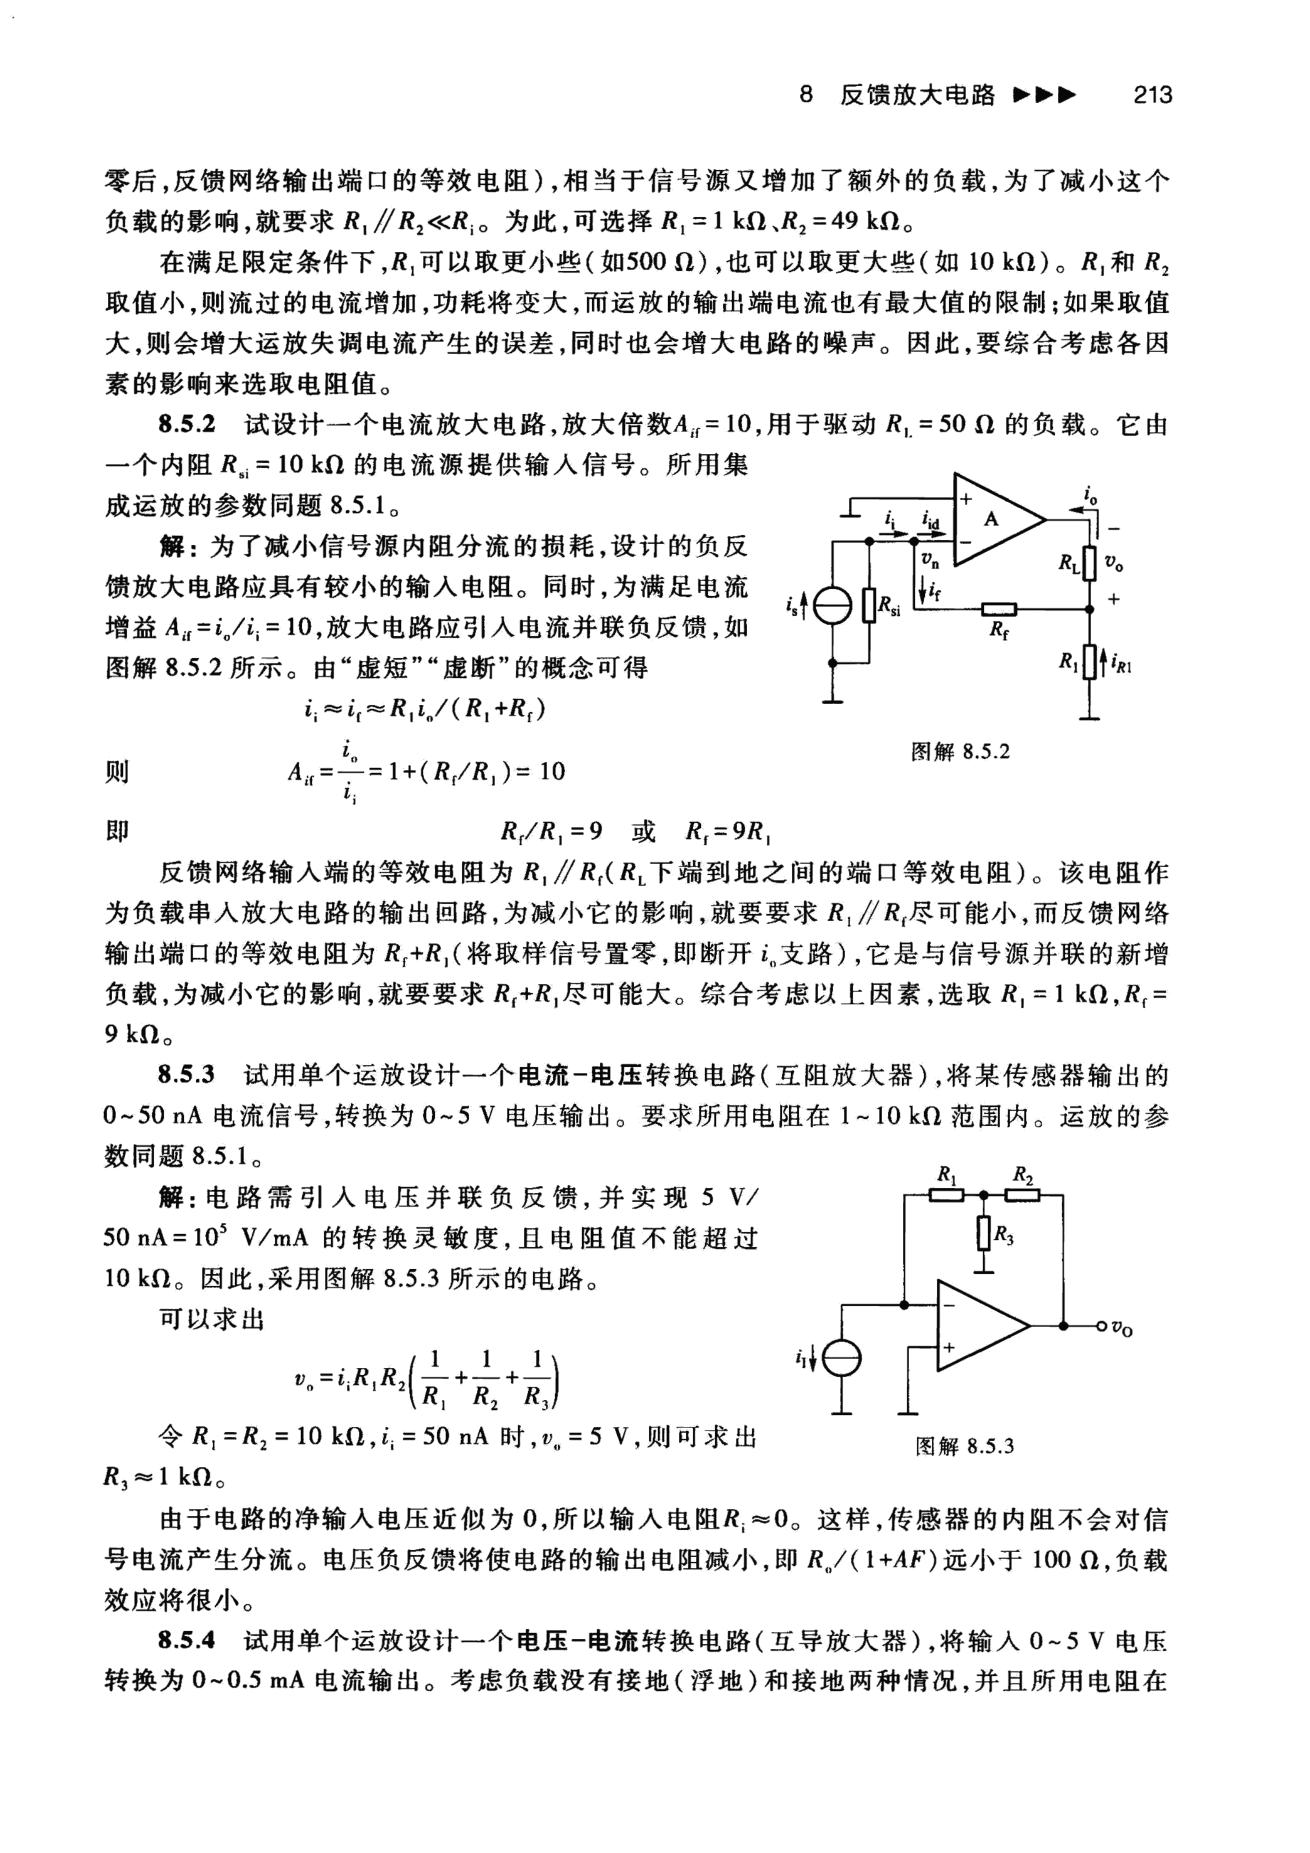 8 反馈放大电路 ▶▶▶ 213
零后,反馈网络输出端口的等效电阻),相当于信号源又增加了额外的负载,为了减小这个
负载的影响,就要求 R₁∥R₂≪Rᵢ。为此,可选择 R₁=1 kΩ、R₂=49 kΩ。
在满足限定条件下,R₁可以取更小些(如500 Ω),也可以取更大些(如 10 kΩ)。R₁和 R₂
取值小,则流过的电流增加,功耗将变大,而运放的输出端电流也有最大值的限制;如果取值
大,则会增大运放失调电流产生的误差,同时也会增大电路的噪声。因此,要综合考虑各因
素的影响来选取电阻值。
8.5.2 试设计一个电流放大电路,放大倍数A_if=10,用于驱动 R_L=50 Ω 的负载。它由
一个内阻 R_si=10 kΩ 的电流源提供输入信号。所用集
成运放的参数同题 8.5.1。
解:为了减小信号源内阻分流的损耗,设计的负反
馈放大电路应具有较小的输入电阻。同时,为满足电流
增益 A_if=i_o/i_i=10,放大电路应引入电流并联负反馈,如
图解 8.5.2 所示。由“虚短”“虚断”的概念可得
i_i≈i_f≈R₁i_o/(R₁+R_f)
则 A_if=i_o/i_i=1+(R_f/R₁)=10
i_o
A
+
−
i_i i_id
v_n
R_L v_o
−
+
i_s R_si i_f
R_f
R₁ i_R1
图解 8.5.2
即 R_f/R₁=9 或 R_f=9R₁
反馈网络输入端的等效电阻为 R₁∥R_f(R_L下端到地之间的端口等效电阻)。该电阻作
为负载串入放大电路的输出回路,为减小它的影响,就要要求 R₁∥R_f尽可能小,而反馈网络
输出端口的等效电阻为 R_f+R₁(将取样信号置零,即断开 i_o支路),它是与信号源并联的新增
负载,为减小它的影响,就要要求 R_f+R₁尽可能大。综合考虑以上因素,选取 R₁=1 kΩ,R_f=
9 kΩ。
8.5.3 试用单个运放设计一个电流-电压转换电路(互阻放大器),将某传感器输出的
0~50 nA 电流信号,转换为 0~5 V 电压输出。要求所用电阻在 1~10 kΩ 范围内。运放的参
数同题 8.5.1。
解:电路需引入电压并联负反馈,并实现 5 V/
50 nA=10⁵ V/mA 的转换灵敏度,且电阻值不能超过
10 kΩ。因此,采用图解 8.5.3 所示的电路。
可以求出
v_o=i_iR₁R₂(1/R₁+1/R₂+1/R₃)
令 R₁=R₂=10 kΩ,i_i=50 nA 时,v_o=5 V,则可求出
R₃≈1 kΩ。
R₁ R₂
R₃
−
+
v_O
i_I
图解 8.5.3
由于电路的净输入电压近似为 0,所以输入电阻R_i≈0。这样,传感器的内阻不会对信
号电流产生分流。电压负反馈将使电路的输出电阻减小,即 R_o/(1+AF)远小于 100 Ω,负载
效应将很小。
8.5.4 试用单个运放设计一个电压-电流转换电路(互导放大器),将输入 0~5 V 电压
转换为 0~0.5 mA 电流输出。考虑负载没有接地(浮地)和接地两种情况,并且所用电阻在